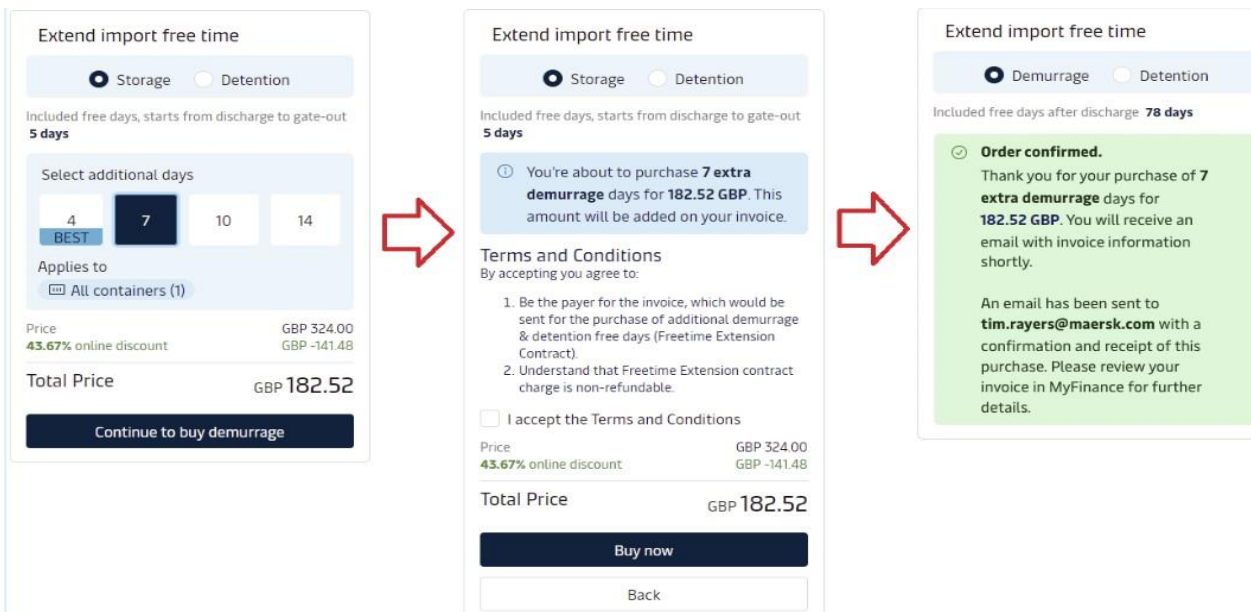 Extend import free time
Storage Detention
Included free days, starts from discharge to gate-out
5 days
Select additional days
4 7 10 14
BEST
Applies to
All containers (1)
Price GBP 324.00
43.67% online discount GBP -141.48
Total Price GBP 182.52
Continue to buy demurrage
Extend import free time
Storage Detention
Included free days, starts from discharge to gate-out
5 days
You're about to purchase 7 extra
demurrage days for 182.52 GBP. This
amount will be added on your invoice.
Terms and Conditions
By accepting you agree to:
1. Be the payer for the invoice, which would be
sent for the purchase of additional demurrage
& detention free days (Freetime Extension
Contract).
2. Understand that Freetime Extension contract
charge is non-refundable.
I accept the Terms and Conditions
Price GBP 324.00
43.67% online discount GBP -141.48
Total Price GBP 182.52
Buy now
Back
Extend import free time
Demurrage Detention
Included free days after discharge 78 days
Order confirmed.
Thank you for your purchase of 7
extra demurrage days for
182.52 GBP. You will receive an
email with invoice information
shortly.
An email has been sent to
tim.rayers@maersk.com with a
confirmation and receipt of this
purchase. Please review your
invoice in MyFinance for further
details.